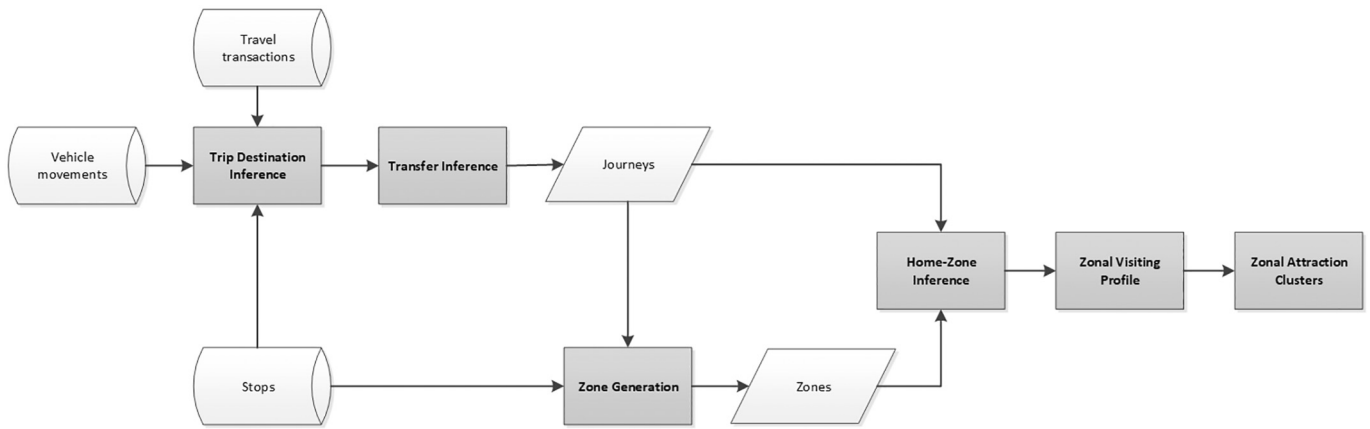 Travel
transactions
Vehicle
movements
Trip Destination
Inference
Transfer Inference
Journeys
Home-Zone
Inference
Zonal Visiting
Profile
Zonal Attraction
Clusters
Stops
Zone Generation
Zones